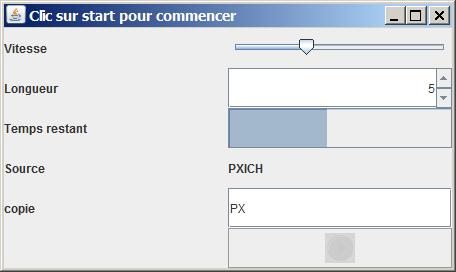 Clic sur start pour commencer
Vitesse
Longueur 5
Temps restant
Source PXICH
copie PX